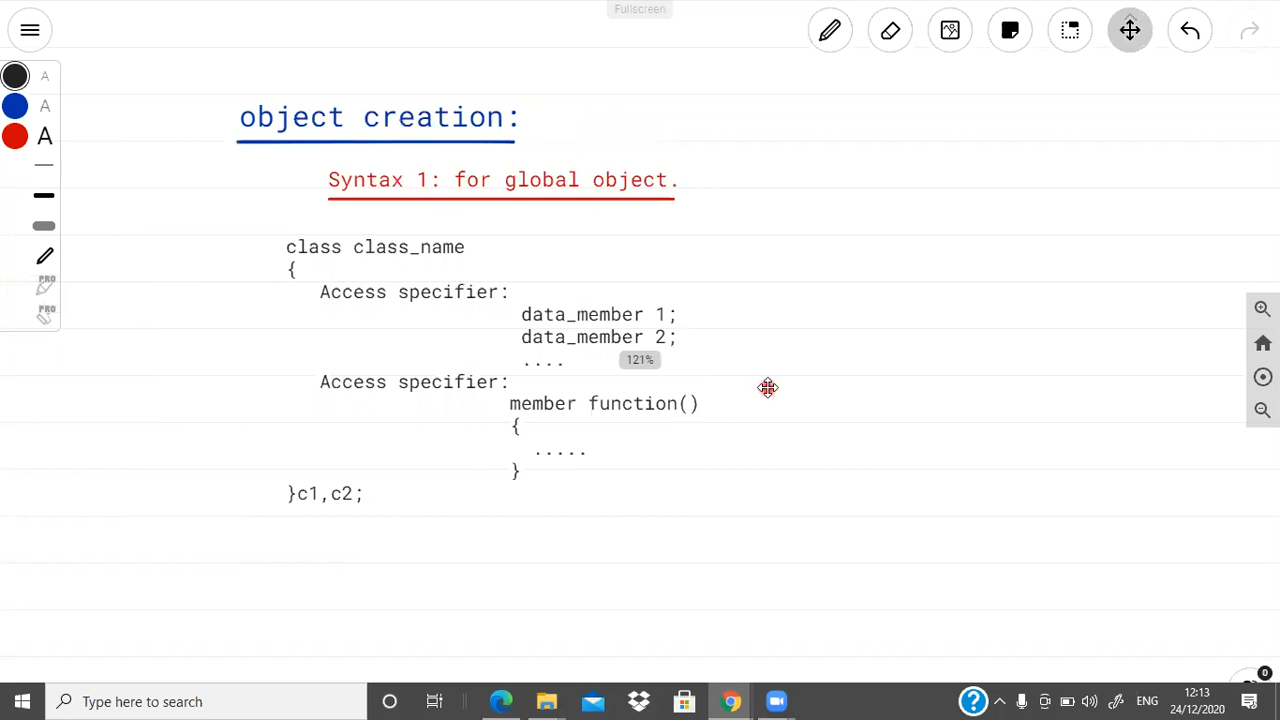 Fullscreen
A
A
A
object creation:
Syntax 1: for global object.
class class_name
{
Access specifier:
data_member 1;
data_member 2;
....
121%
Access specifier:
member function()
{
.....
}
}c1,c2;
PRO
PRO
0
Type here to search
ENG
12:13
24/12/2020